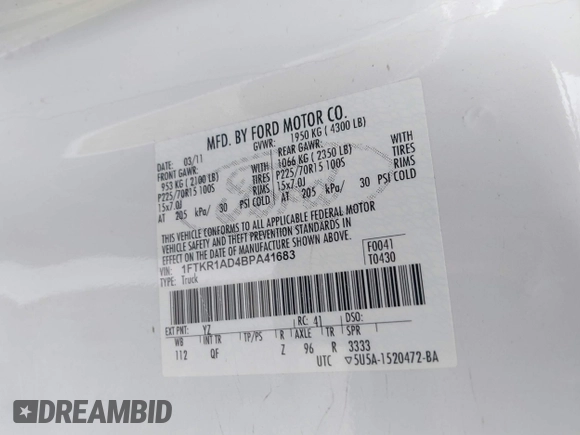 MFD. BY FORD MOTOR CO.
03/11 GVWR: 1950 KG ( 4300 LB)
FRONT GAWR: REAR GAWR: WITH
953 KG ( 2100 LB) WITH 1066 KG ( 2350 LB) TIRES
P225/70R15 100S TIRES P225/70R15 100S RIMS
15x7.0J RIMS 15x7.0J
AT 205 kPa/ 30 PSI COLD AT 205 kPa/ 30 PSI COLD
THIS VEHICLE CONFORMS TO ALL APPLICABLE FEDERAL MOTOR
VEHICLE SAFETY AND THEFT PREVENTION STANDARDS IN
EFFECT ON THE DATE OF MANUFACTURE SHOWN ABOVE.
VIN: 1FTKR1AD4BPA41683 F0041
TYPE: Truck T0430
EXT PNT: YZ RC: 41 DSO:
WB INT TR TP/PS R AXLE TR SPR
112 QF Z 96 R 3333
UTC ▽5U5A-1520472-BA
DREAMBID